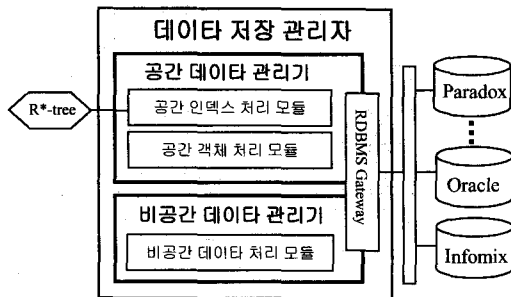 데이타 저장 관리자
공간 데이타 관리기
R*-tree
공간 인덱스 처리 모듈
공간 객체 처리 모듈
비공간 데이타 관리기
비공간 데이타 처리 모듈
RDBMS Gateway
Paradox
Oracle
Infomix